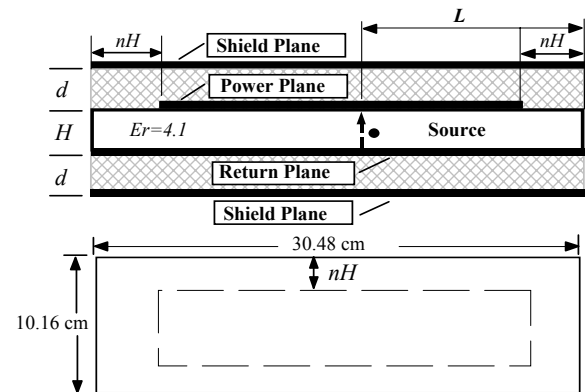 L
nH
nH
Shield Plane
d
Power Plane
H
Er=4.1
Source
d
Return Plane
Shield Plane
30.48 cm
nH
10.16 cm